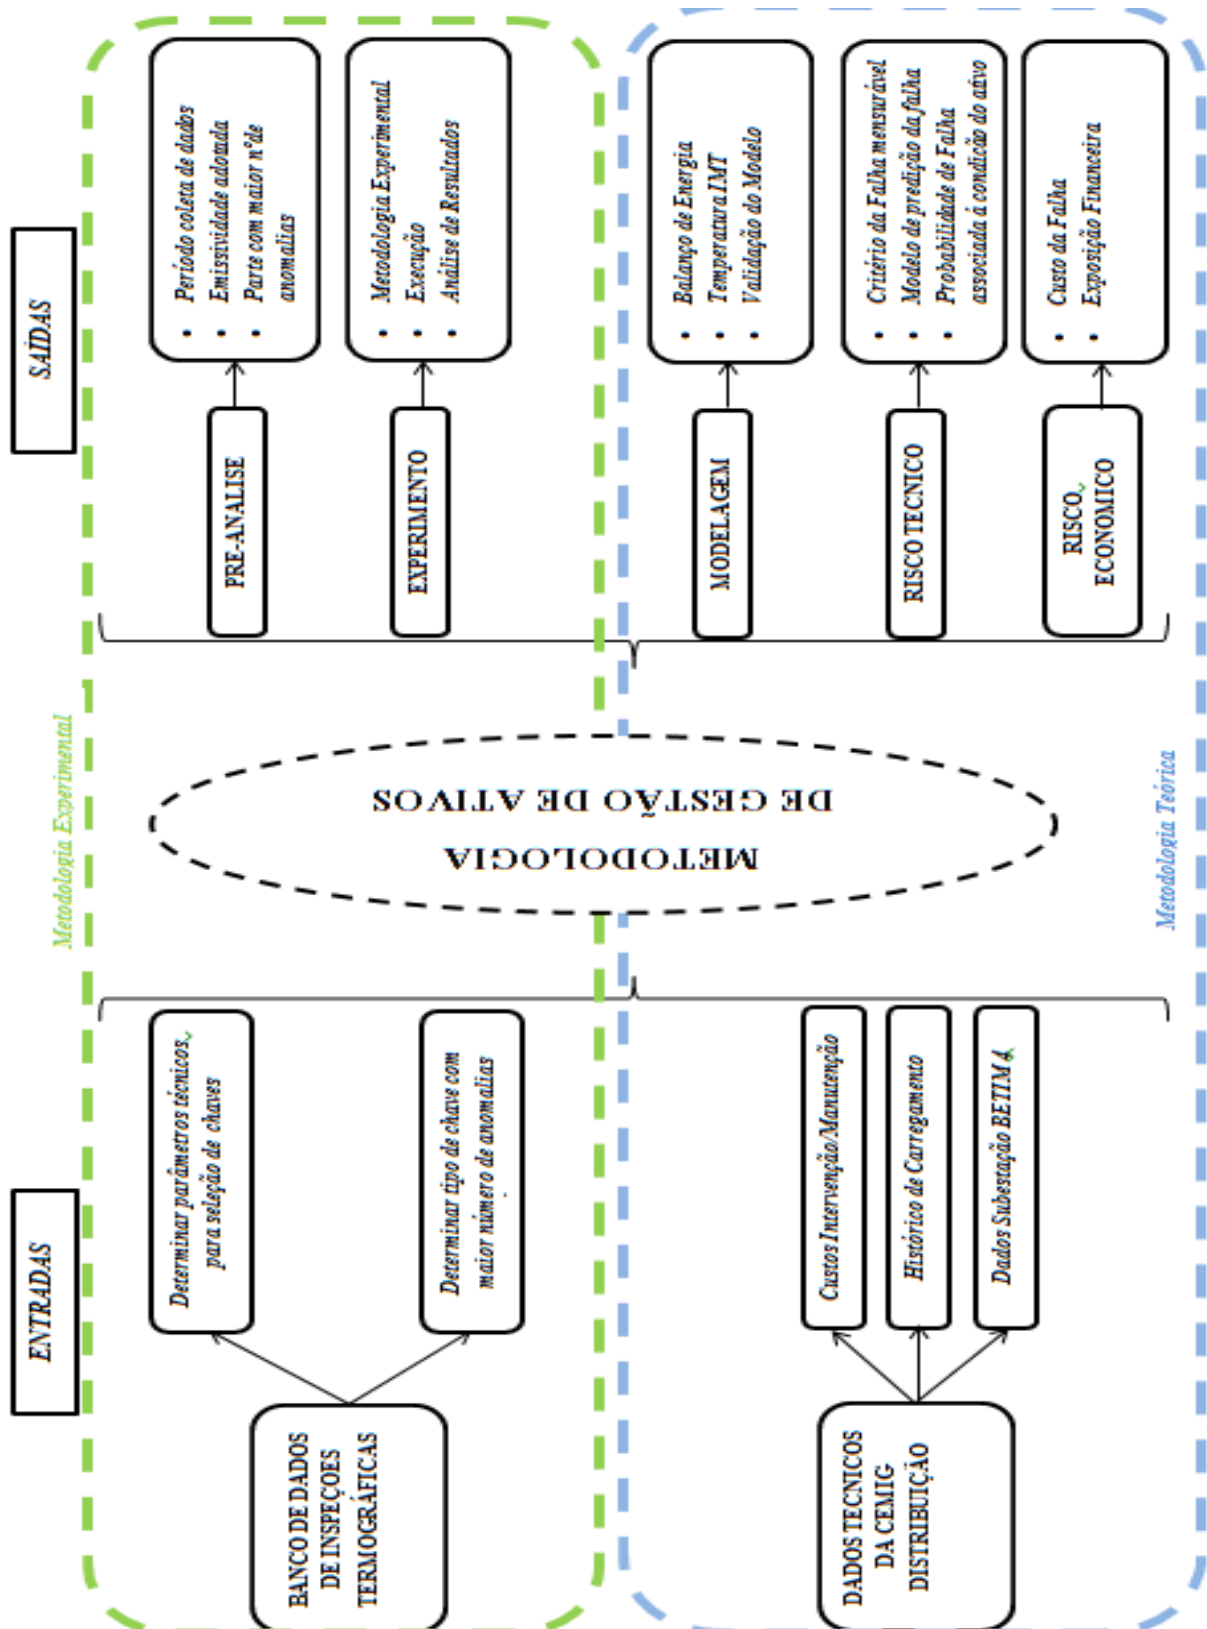 ENTRADAS
SAÍDAS
Metodologia Experimental
BANCO DE DADOS
DE INSPEÇOES
TERMOGRÁFICAS
Determinar parâmetros técnicos
para seleção de chaves
Determinar tipo de chave com
maior número de anomalias
METODOLOGIA
DE GESTÃO DE ATIVOS
PRE-ANALISE
• Período coleta de dados
• Emissividade adotada
• Parte com maior nºde
anomalias
EXPERIMENTO
• Metodologia Experimental
• Execução
• Análise de Resultados
DADOS TECNICOS
DA CEMIG
DISTRIBUIÇÃO
Custos Intervenção/Manutenção
Histórico de Carregamento
Dados Subestação BETIM4
MODELAGEM
• Balanço de Energia
• Temperatura IMT
• Validação do Modelo
RISCO TECNICO
• Critério da Falha mensurável
• Modelo de predição da falha
• Probabilidade de Falha
associada á condição do ativo
RISCO
ECONOMICO
• Custo da Falha
• Exposição Financeira
Metodologia Teórica